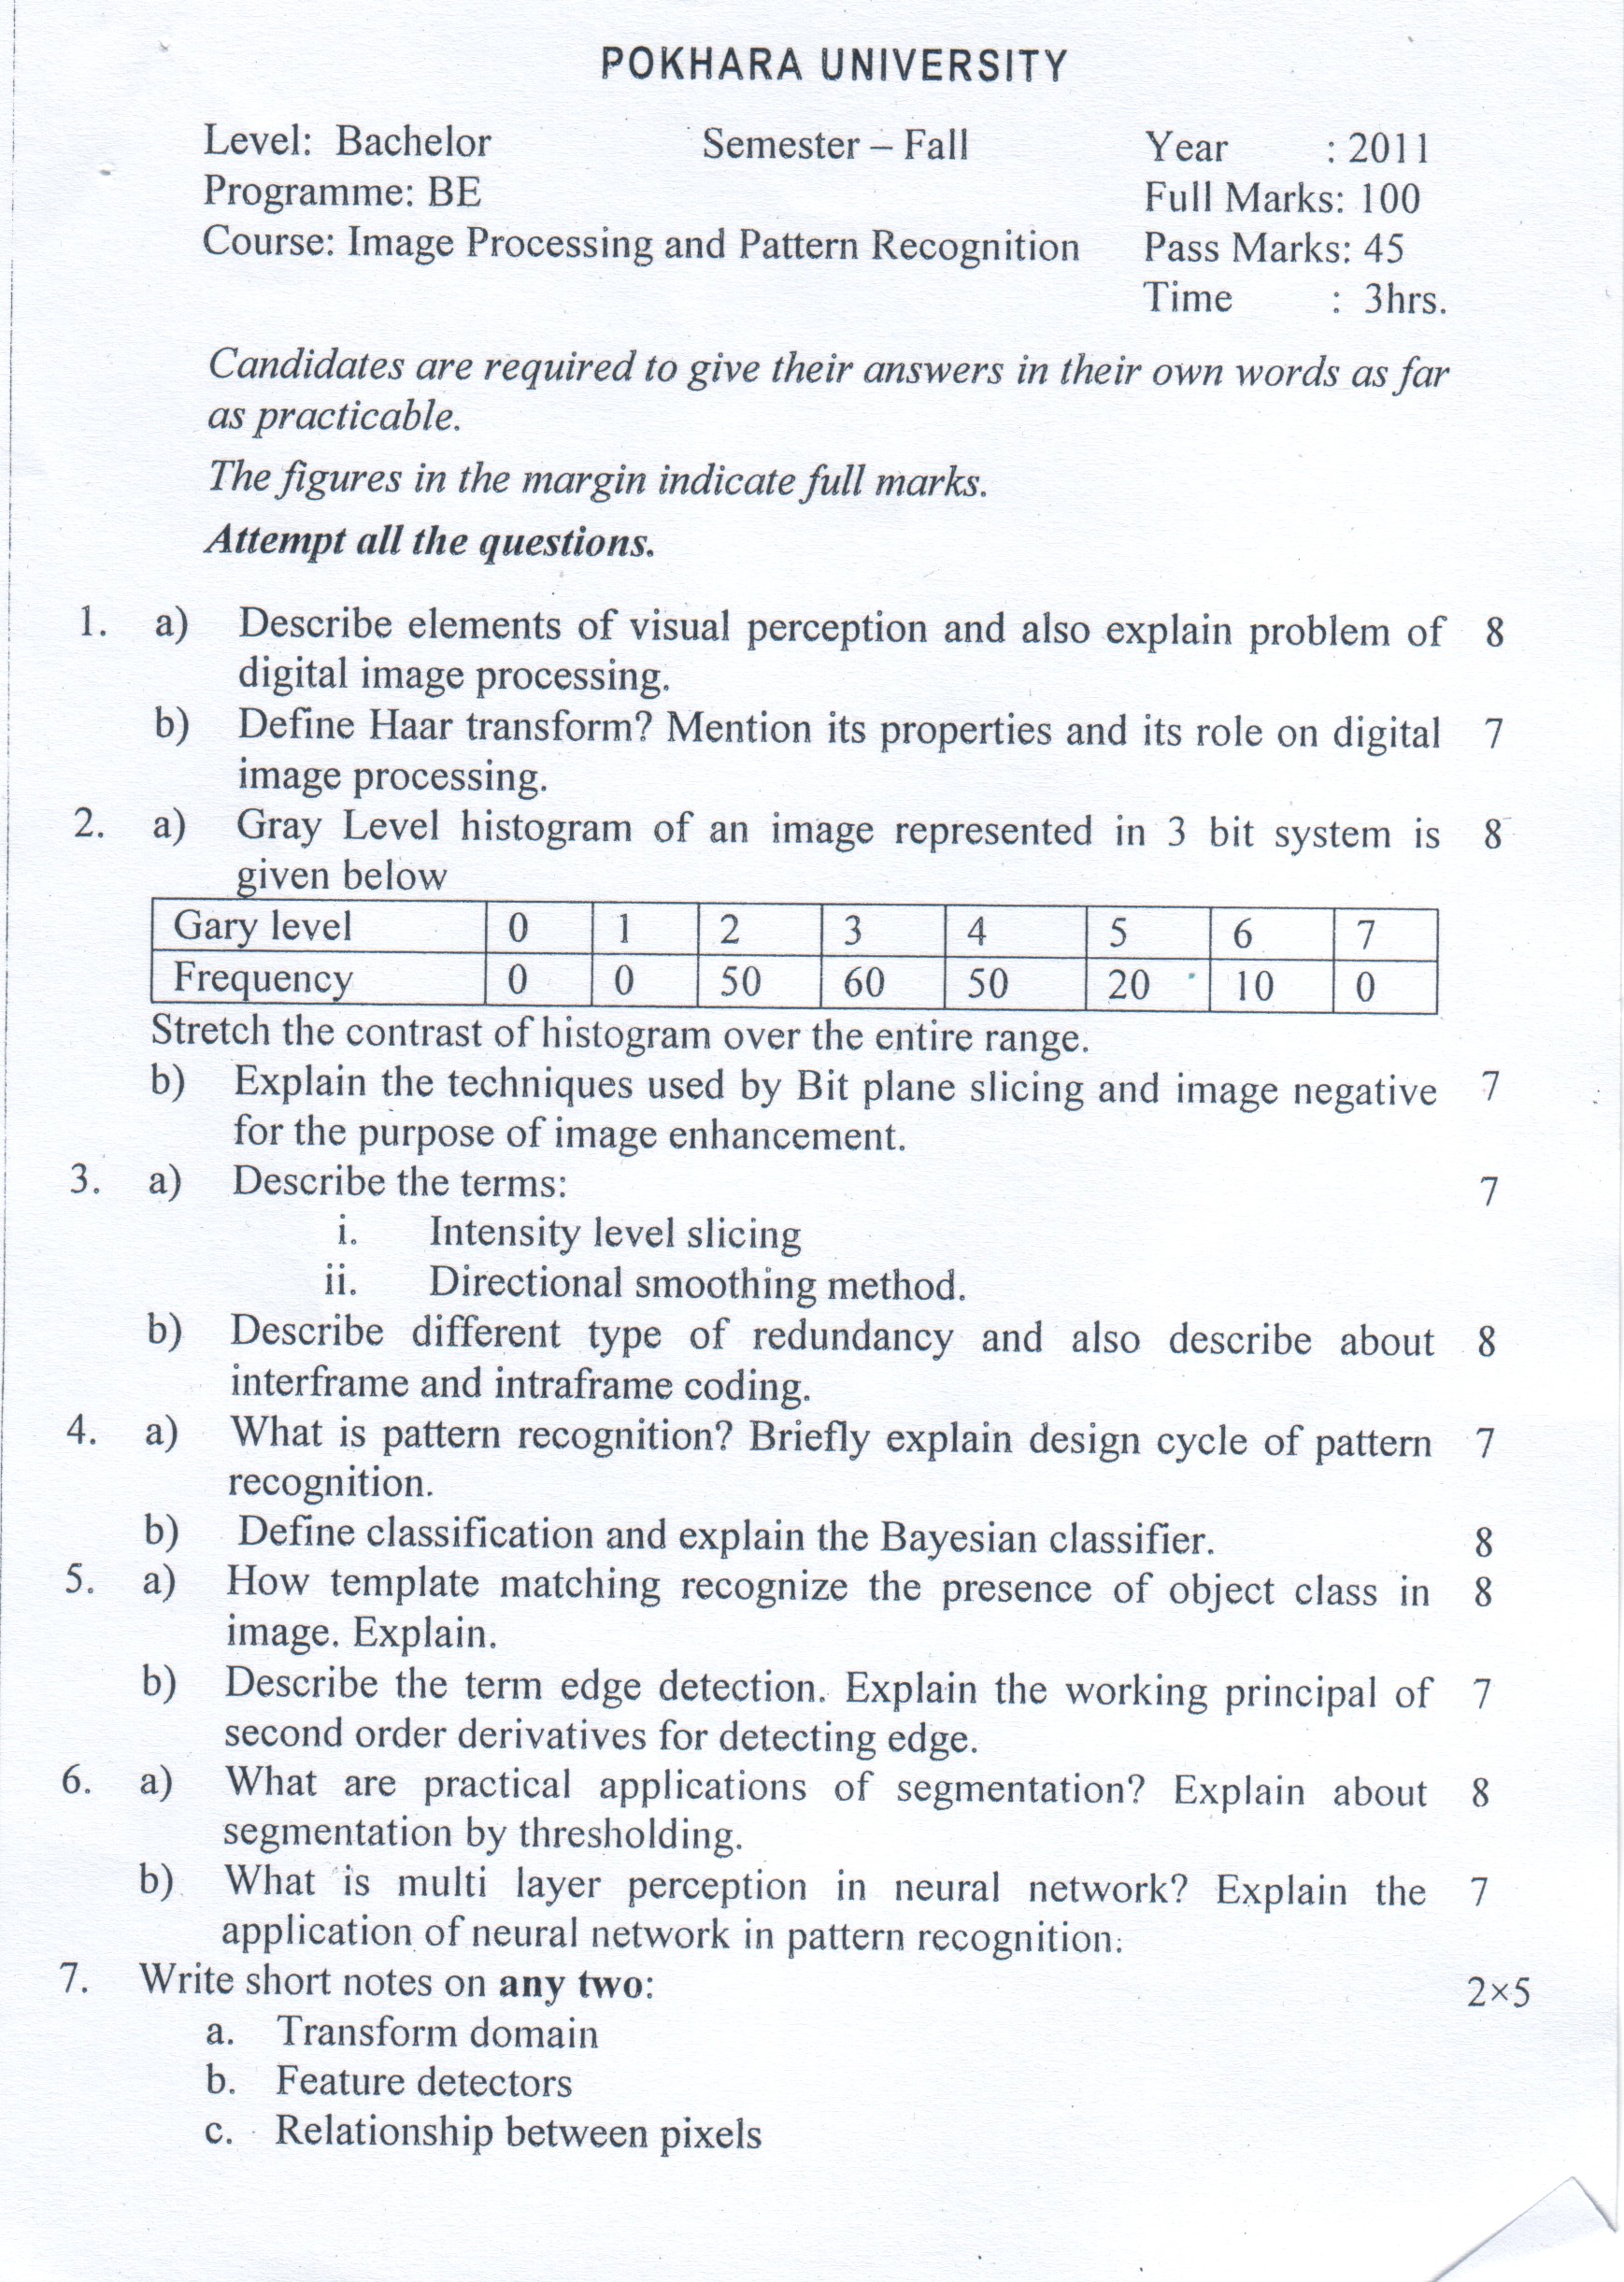 POKHARA UNIVERSITY
Level: Bachelor Semester – Fall Year : 2011
Programme: BE Full Marks: 100
Course: Image Processing and Pattern Recognition Pass Marks: 45
Time : 3hrs.
Candidates are required to give their answers in their own words as far
as practicable.
The figures in the margin indicate full marks.
Attempt all the questions.
1. a) Describe elements of visual perception and also explain problem of 8
digital image processing.
b) Define Haar transform? Mention its properties and its role on digital 7
image processing.
2. a) Gray Level histogram of an image represented in 3 bit system is 8
given below
Gary level 0 1 2 3 4 5 6 7
Frequency 0 0 50 60 50 20 10 0
Stretch the contrast of histogram over the entire range.
b) Explain the techniques used by Bit plane slicing and image negative 7
for the purpose of image enhancement.
3. a) Describe the terms: 7
i. Intensity level slicing
ii. Directional smoothing method.
b) Describe different type of redundancy and also describe about 8
interframe and intraframe coding.
4. a) What is pattern recognition? Briefly explain design cycle of pattern 7
recognition.
b) Define classification and explain the Bayesian classifier. 8
5. a) How template matching recognize the presence of object class in 8
image. Explain.
b) Describe the term edge detection. Explain the working principal of 7
second order derivatives for detecting edge.
6. a) What are practical applications of segmentation? Explain about 8
segmentation by thresholding.
b) What is multi layer perception in neural network? Explain the 7
application of neural network in pattern recognition.
7. Write short notes on any two: 2×5
a. Transform domain
b. Feature detectors
c. Relationship between pixels